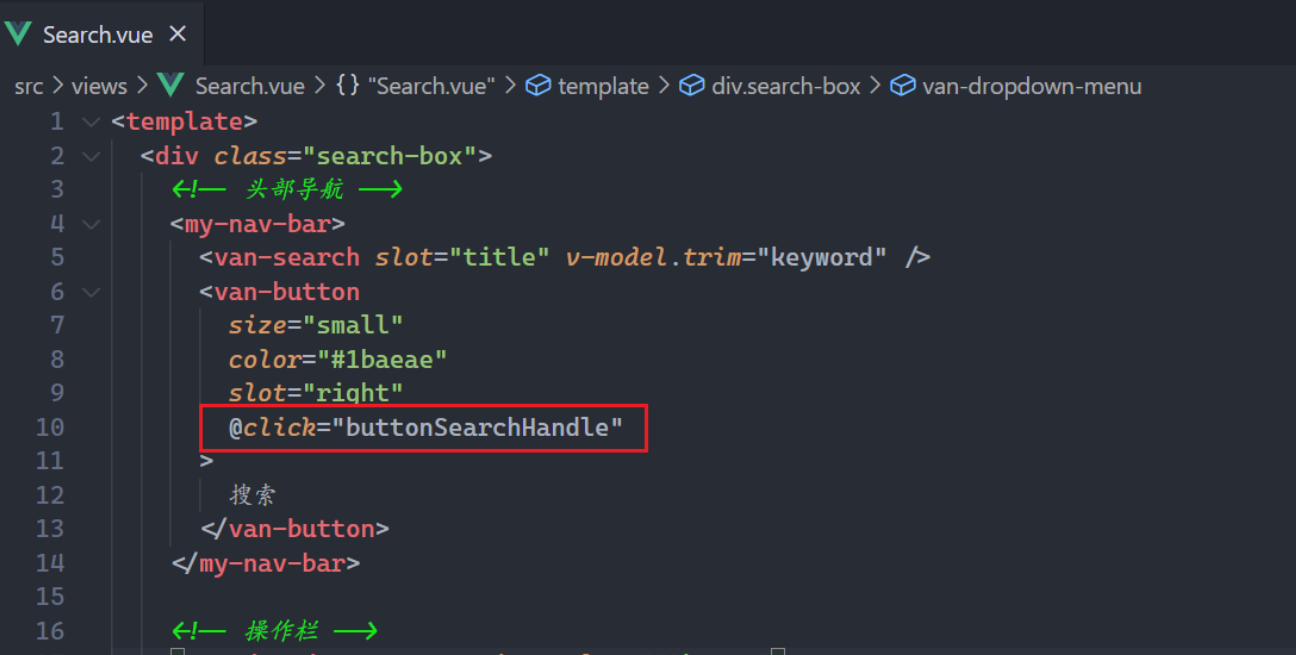 Search.vue ×
src > views > Search.vue > {} "Search.vue" > template > div.search-box > van-dropdown-menu
1 <template>
2 <div class="search-box">
3 <!-- 头部导航 -->
4 <my-nav-bar>
5 <van-search slot="title" v-model.trim="keyword" />
6 <van-button
7 size="small"
8 color="#1baeae"
9 slot="right"
10 @click="buttonSearchHandle"
11 >
12 搜索
13 </van-button>
14 </my-nav-bar>
15
16 <!-- 操作栏 -->